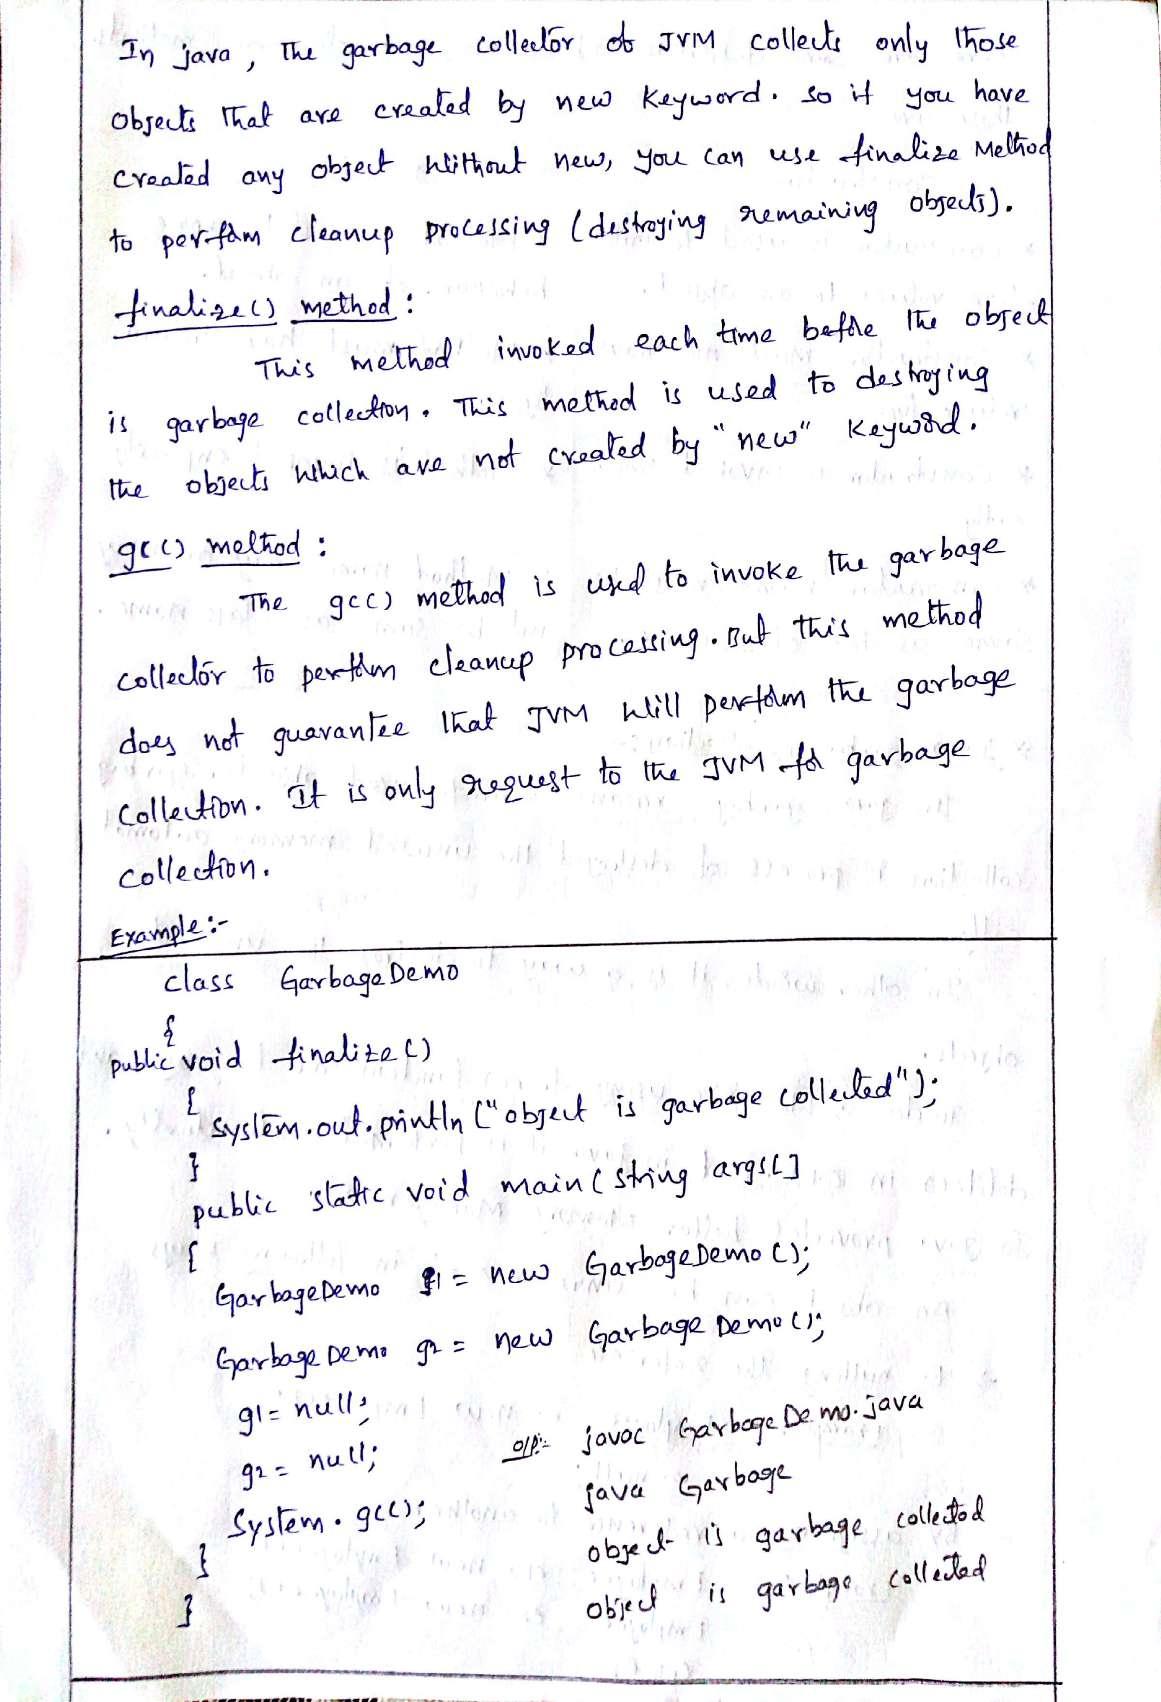 In java, The garbage collector of JVM collects only those
objects that are created by new keyword. so if you have
created any object without new, you can use finalize Method
to perform cleanup processing (destroying remaining objects).
finalize() method :
This method invoked each time before the object
is garbage collection. This method is used to destroying
the objects which are not created by "new" keyword.
gc() method :
The gc() method is used to invoke the garbage
collector to perform cleanup processing. But this method
does not guarantee that JVM will perform the garbage
collection. It is only request to the JVM for garbage
collection.
Example :-
class GarbageDemo
{
public void finalize()
{
System.out.println ("object is garbage collected");
}
public static void main( string args[]
{
GarbageDemo g1 = new GarbageDemo ();
Garbage Demo g2 = new Garbage Demo ();
g1 = null;
g2 = null;
System. gc();
}
}
o/p:- javac Garbage Demo.java
java Garbage
object is garbage collected
object is garbage collected